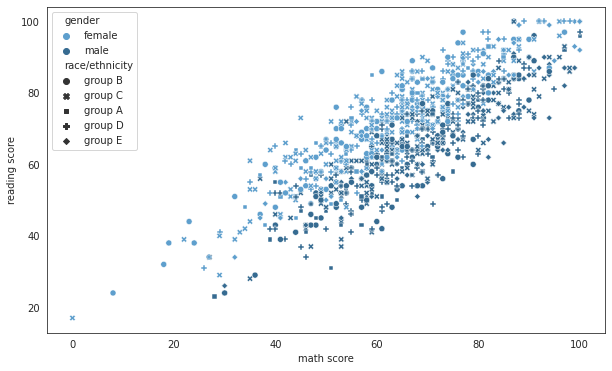 gender
female
male
race/ethnicity
group B
group C
group A
group D
group E
100
80
60
40
20
reading score
0 20 40 60 80 100
math score